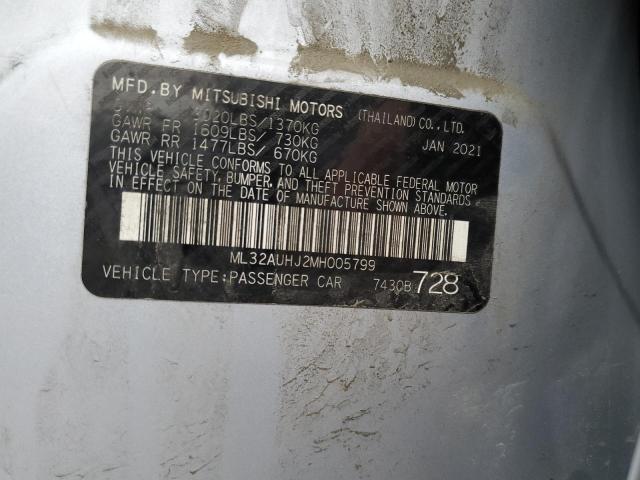 MFD.BY MITSUBISHI MOTORS (THAILAND) CO., LTD.
3020LBS/1370KG JAN 2021
GAWR FR 1609LBS/ 730KG
GAWR RR 1477LBS/ 670KG
THIS VEHICLE CONFORMS TO ALL APPLICABLE FEDERAL MOTOR
VEHICLE SAFETY, BUMPER, AND THEFT PREVENTION STANDARDS
IN EFFECT ON THE DATE OF MANUFACTURE SHOWN ABOVE.
ML32AUHJ2MH005799
VEHICLE TYPE:PASSENGER CAR 7430B 728